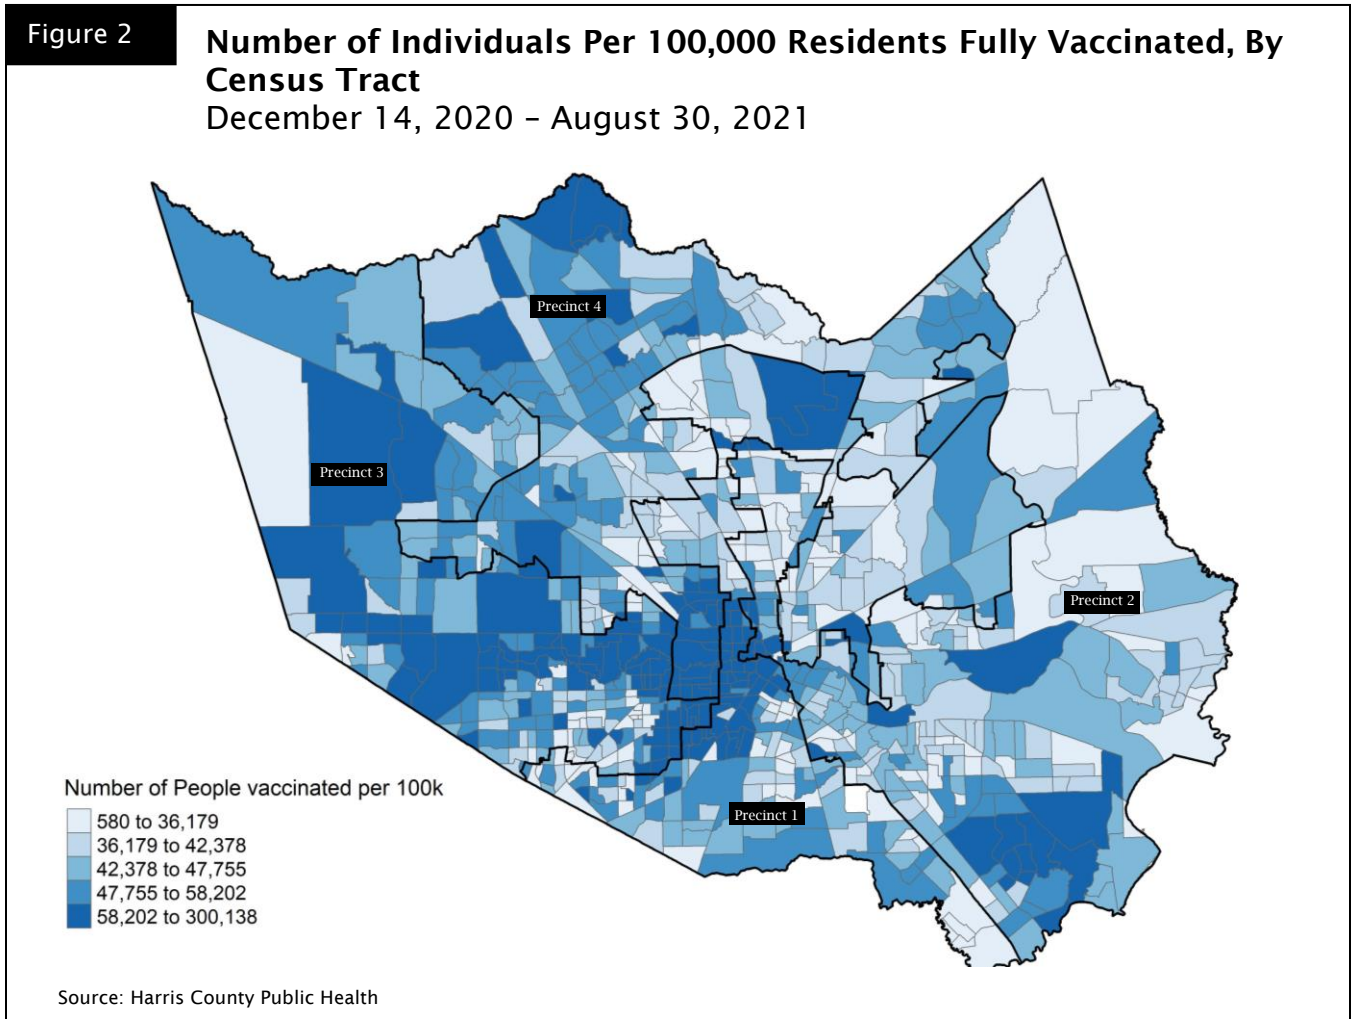 Figure 2
Number of Individuals Per 100,000 Residents Fully Vaccinated, By
Census Tract
December 14, 2020 – August 30, 2021
Precinct 4
Precinct 3
Precinct 2
Precinct 1
Number of People vaccinated per 100k
580 to 36,179
36,179 to 42,378
42,378 to 47,755
47,755 to 58,202
58,202 to 300,138
Source: Harris County Public Health